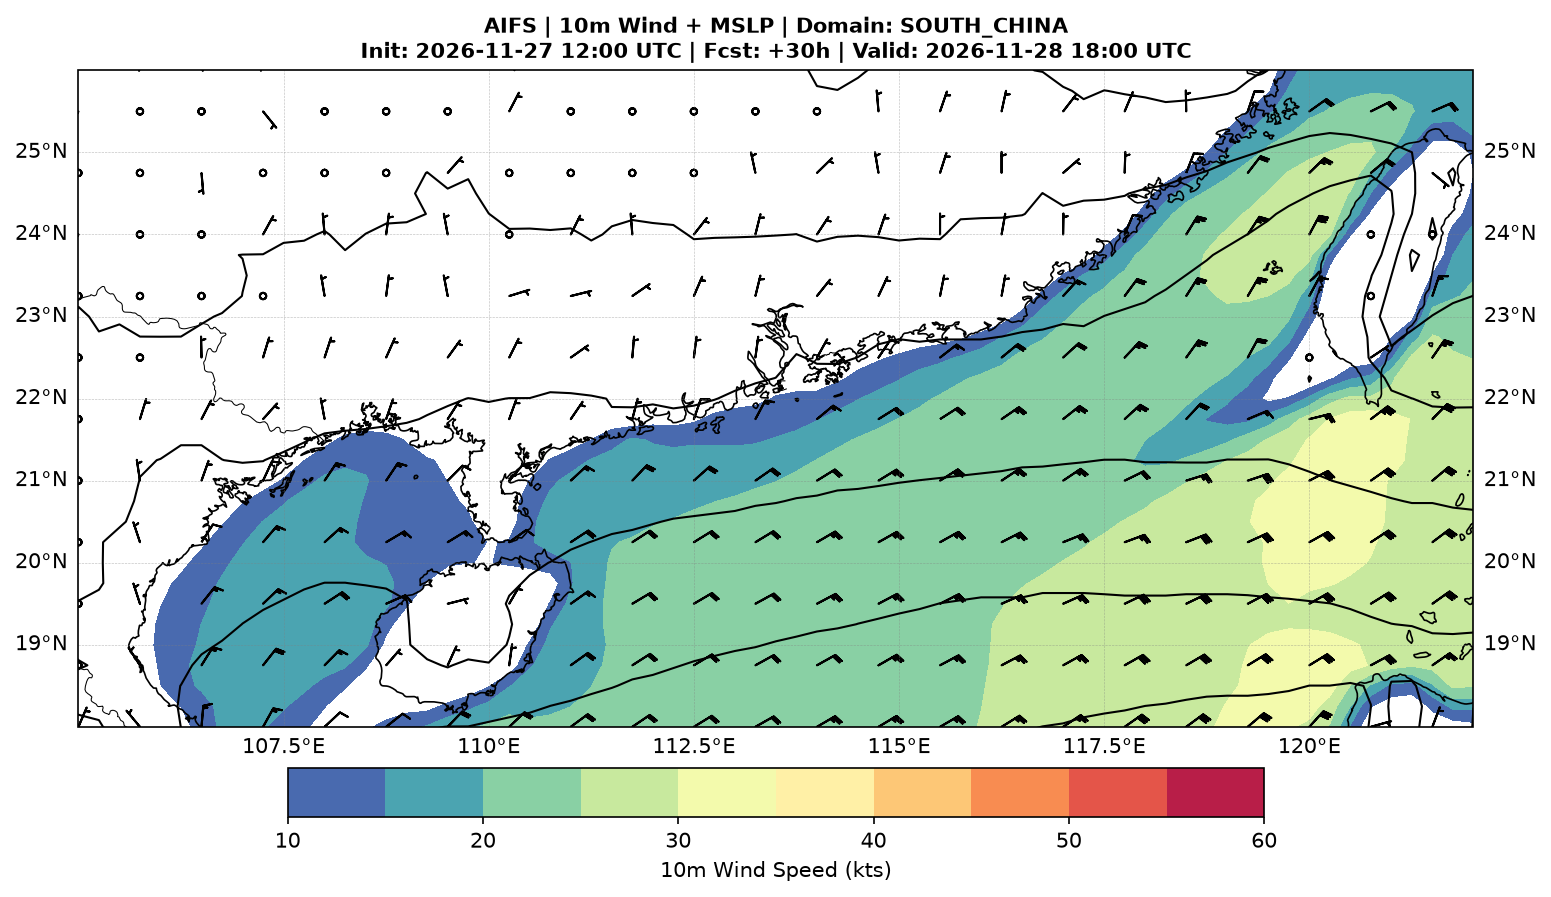 AIFS | 10m Wind + MSLP | Domain: SOUTH_CHINA
Init: 2026-11-27 12:00 UTC | Fcst: +30h | Valid: 2026-11-28 18:00 UTC
25°N 25°N
24°N 24°N
23°N 23°N
22°N 22°N
21°N 21°N
20°N 20°N
19°N 19°N
107.5°E 110°E 112.5°E 115°E 117.5°E 120°E
10 20 30 40 50 60
10m Wind Speed (kts)